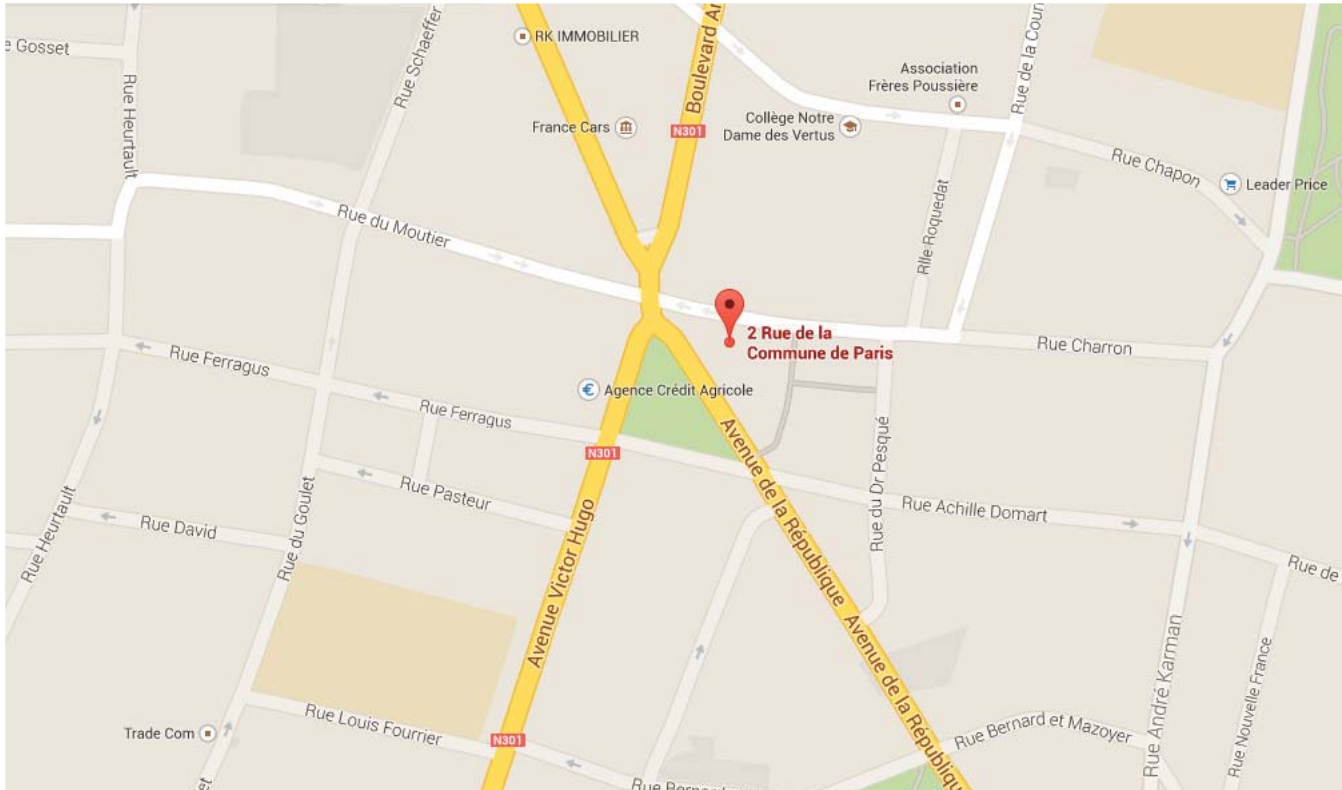 e Gosset
Rue Heurtault
Rue Schaeffer
RK IMMOBILIER
Boulevard
France Cars
N301
Collège Notre
Dame des Vertus
Association
Frères Poussière
Rue de la Cour
Rue Chapon
Leader Price
Rlle Roquedat
Rue du Moutier
2 Rue de la
Commune de Paris
Rue Charron
Rue Ferragus
Rue Ferragus
Agence Crédit Agricole
N301
Avenue de la République
Rue du Dr Pesqué
Rue Achille Domart
Rue Pasteur
Rue David
Rue Heurtault
Rue du Goulet
Avenue Victor Hugo
Rue de
Avenue de la République
Rue André Karman
Rue Nouvelle France
Rue Bernard et Mazoyer
Trade Com
Rue Louis Fourrier
N301
et